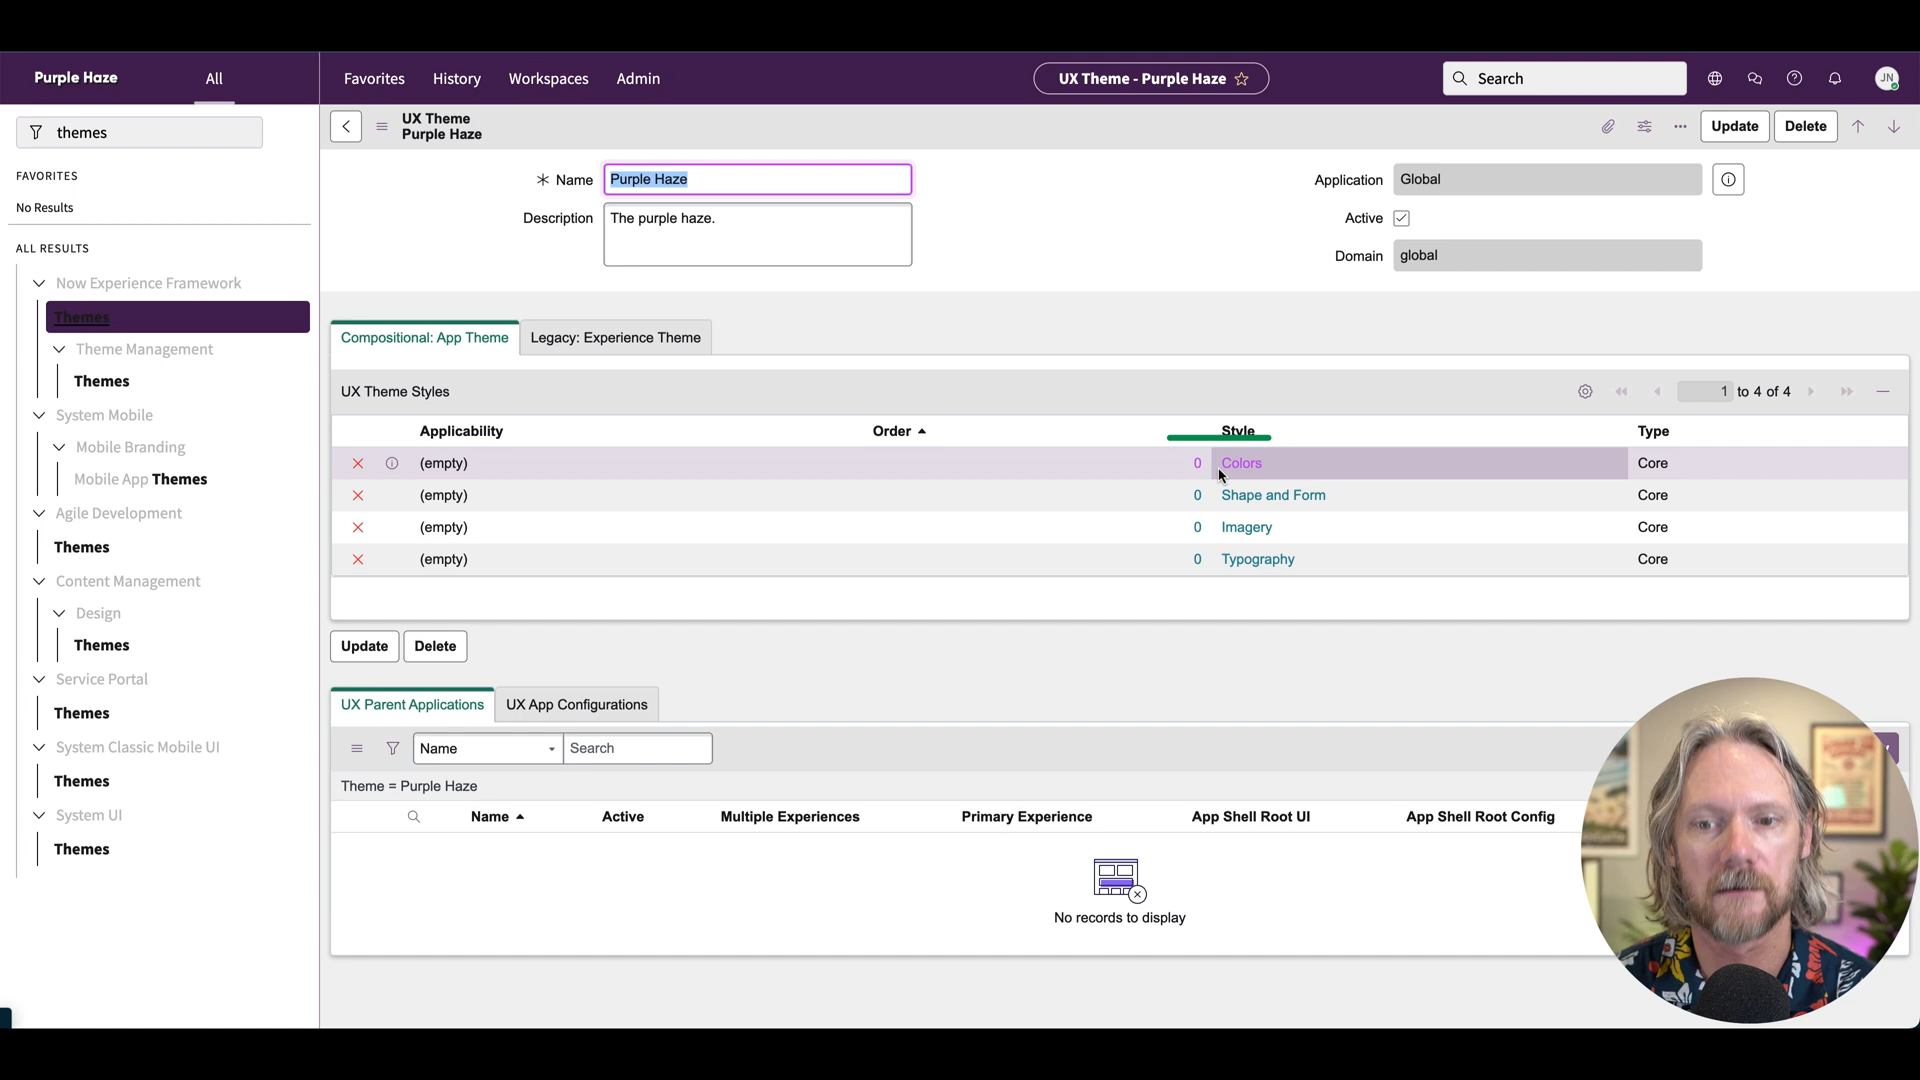 Purple Haze
All
Favorites
History
Workspaces
Admin
UX Theme - Purple Haze
Search
JN
themes
FAVORITES
No Results
ALL RESULTS
Now Experience Framework
Themes
Theme Management
Themes
System Mobile
Mobile Branding
Mobile App Themes
Agile Development
Themes
Content Management
Design
Themes
Service Portal
Themes
System Classic Mobile UI
Themes
System UI
Themes
UX Theme
Purple Haze
Update
Delete
Name
Purple Haze
Description
The purple haze.
Application
Global
Active
Domain
global
Compositional: App Theme
Legacy: Experience Theme
UX Theme Styles
1 to 4 of 4
Applicability Order Style Type
(empty) 0 Colors Core
(empty) 0 Shape and Form Core
(empty) 0 Imagery Core
(empty) 0 Typography Core
Update
Delete
UX Parent Applications
UX App Configurations
Name
Search
Theme = Purple Haze
Name Active Multiple Experiences Primary Experience App Shell Root UI App Shell Root Config
No records to display